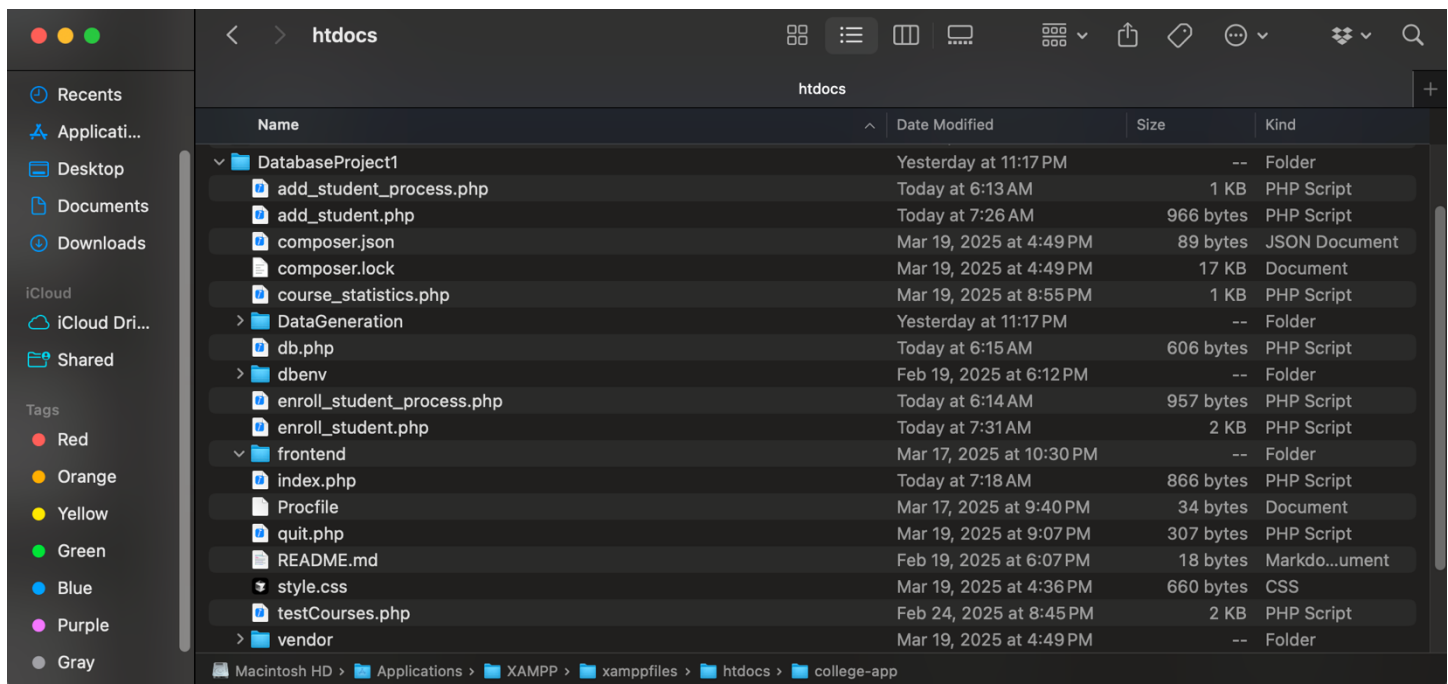 htdocs
htdocs
Recents
Applicati...
Desktop
Documents
Downloads
iCloud
iCloud Dri...
Shared
Tags
Red
Orange
Yellow
Green
Blue
Purple
Gray
Name Date Modified Size Kind
DatabaseProject1 Yesterday at 11:17 PM -- Folder
add_student_process.php Today at 6:13 AM 1 KB PHP Script
add_student.php Today at 7:26 AM 966 bytes PHP Script
composer.json Mar 19, 2025 at 4:49 PM 89 bytes JSON Document
composer.lock Mar 19, 2025 at 4:49 PM 17 KB Document
course_statistics.php Mar 19, 2025 at 8:55 PM 1 KB PHP Script
DataGeneration Yesterday at 11:17 PM -- Folder
db.php Today at 6:15 AM 606 bytes PHP Script
dbenv Feb 19, 2025 at 6:12 PM -- Folder
enroll_student_process.php Today at 6:14 AM 957 bytes PHP Script
enroll_student.php Today at 7:31 AM 2 KB PHP Script
frontend Mar 17, 2025 at 10:30 PM -- Folder
index.php Today at 7:18 AM 866 bytes PHP Script
Procfile Mar 17, 2025 at 9:40 PM 34 bytes Document
quit.php Mar 19, 2025 at 9:07 PM 307 bytes PHP Script
README.md Feb 19, 2025 at 6:07 PM 18 bytes Markdo...ument
style.css Mar 19, 2025 at 4:36 PM 660 bytes CSS
testCourses.php Feb 24, 2025 at 8:45 PM 2 KB PHP Script
vendor Mar 19, 2025 at 4:49 PM -- Folder
Macintosh HD › Applications › XAMPP › xamppfiles › htdocs › college-app